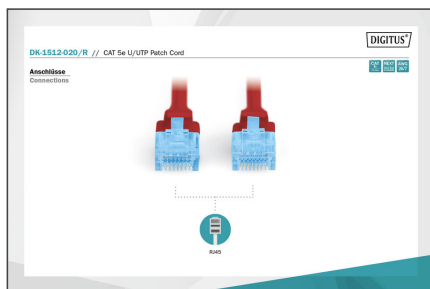 DIGITUS®
DK-1512-020/R // CAT 5e U/UTP Patch Cord
Anschlüsse
Connections
RJ45